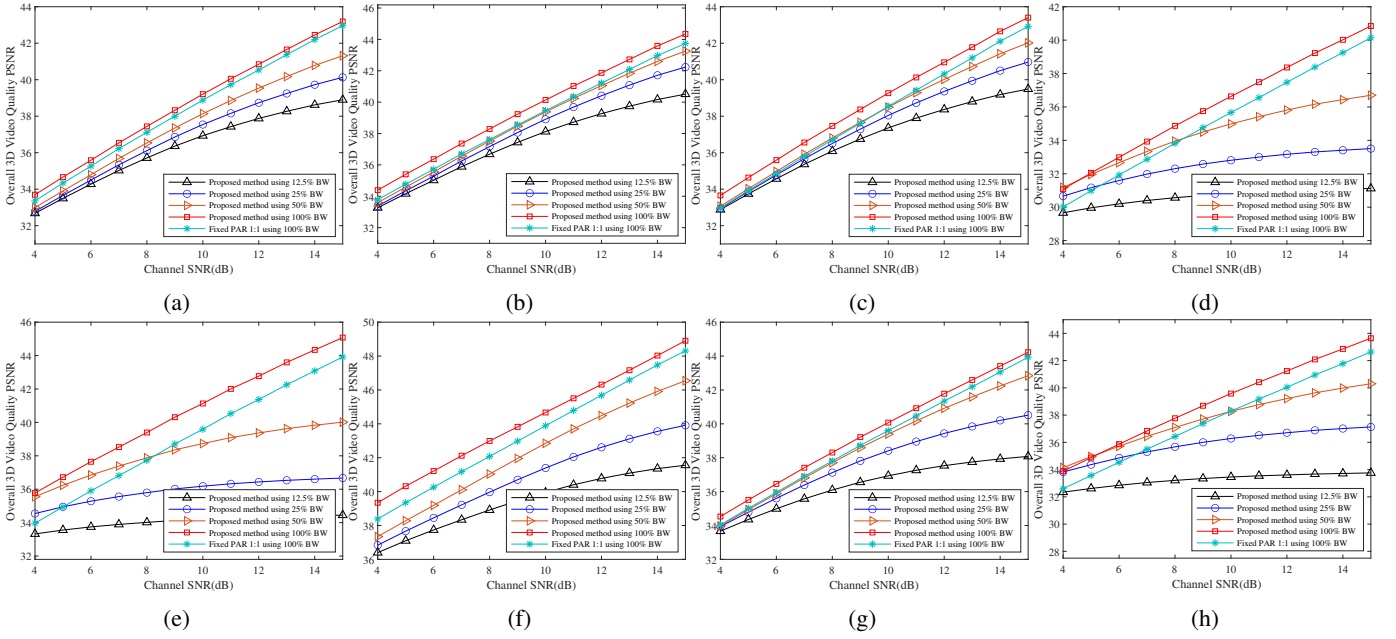 44
42
40
38
36
34
32
4
6
8
10
12
14
Overall 3D Video Quality PSNR
Channel SNR(dB)
Proposed method using 12.5% BW
Proposed method using 25% BW
Proposed method using 50% BW
Proposed method using 100% BW
Fixed PAR 1:1 using 100% BW
(a)
46
44
42
40
38
36
34
32
4
6
8
10
12
14
Overall 3D Video Quality PSNR
Channel SNR(dB)
Proposed method using 12.5% BW
Proposed method using 25% BW
Proposed method using 50% BW
Proposed method using 100% BW
Fixed PAR 1:1 using 100% BW
(b)
44
42
40
38
36
34
32
4
6
8
10
12
14
Overall 3D Video Quality PSNR
Channel SNR(dB)
Proposed method using 12.5% BW
Proposed method using 25% BW
Proposed method using 50% BW
Proposed method using 100% BW
Fixed PAR 1:1 using 100% BW
(c)
42
40
38
36
34
32
30
28
4
6
8
10
12
14
Overall 3D Video Quality PSNR
Channel SNR(dB)
Proposed method using 12.5% BW
Proposed method using 25% BW
Proposed method using 50% BW
Proposed method using 100% BW
Fixed PAR 1:1 using 100% BW
(d)
46
44
42
40
38
36
34
32
4
6
8
10
12
14
Overall 3D Video Quality PSNR
Channel SNR(dB)
Proposed method using 12.5% BW
Proposed method using 25% BW
Proposed method using 50% BW
Proposed method using 100% BW
Fixed PAR 1:1 using 100% BW
(e)
50
48
46
44
42
40
38
36
4
6
8
10
12
14
Overall 3D Video Quality PSNR
Channel SNR(dB)
Proposed method using 12.5% BW
Proposed method using 25% BW
Proposed method using 50% BW
Proposed method using 100% BW
Fixed PAR 1:1 using 100% BW
(f)
46
44
42
40
38
36
34
32
4
6
8
10
12
14
Overall 3D Video Quality PSNR
Channel SNR(dB)
Proposed method using 12.5% BW
Proposed method using 25% BW
Proposed method using 50% BW
Proposed method using 100% BW
Fixed PAR 1:1 using 100% BW
(g)
44
42
40
38
36
34
32
30
28
4
6
8
10
12
14
Overall 3D Video Quality PSNR
Channel SNR(dB)
Proposed method using 12.5% BW
Proposed method using 25% BW
Proposed method using 50% BW
Proposed method using 100% BW
Fixed PAR 1:1 using 100% BW
(h)